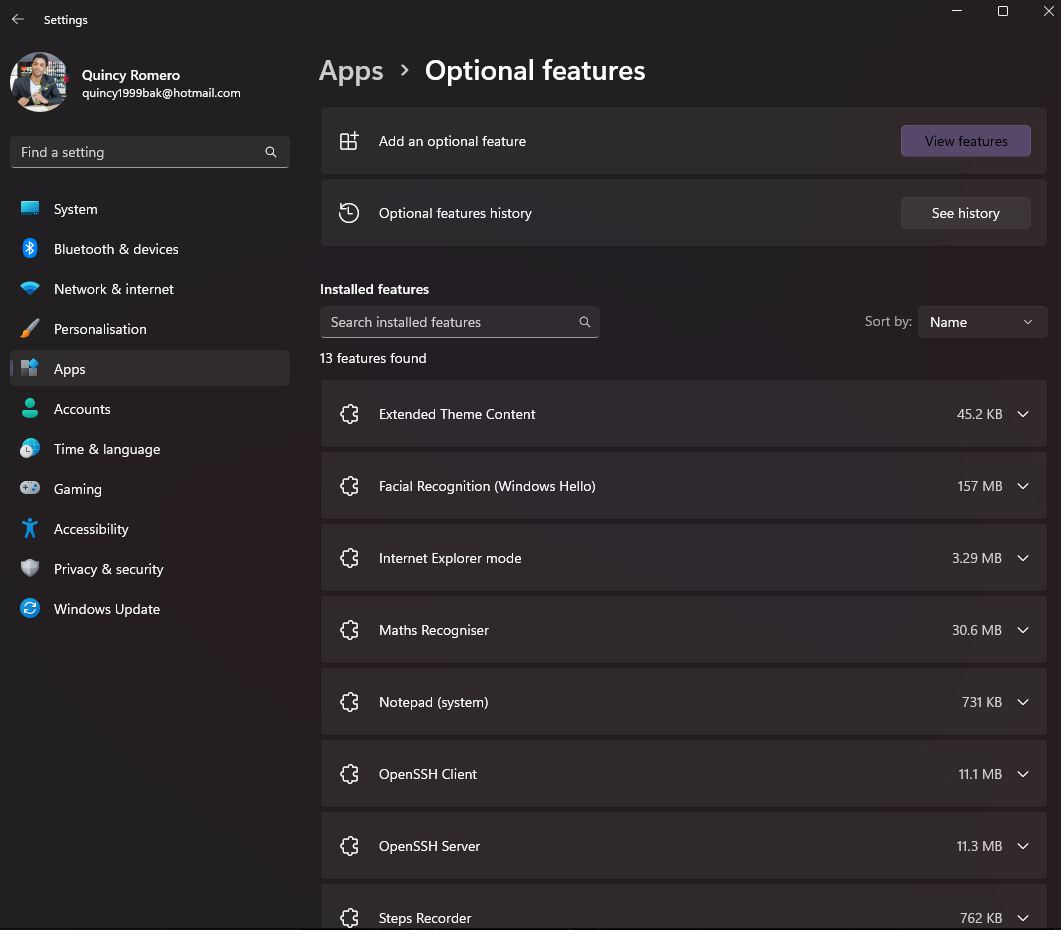 Settings
Quincy Romero
quincy1999bak@hotmail.com
Find a setting
System
Bluetooth & devices
Network & internet
Personalisation
Apps
Accounts
Time & language
Gaming
Accessibility
Privacy & security
Windows Update
Apps > Optional features
Add an optional feature View features
Optional features history See history
Installed features
Search installed features Sort by: Name
13 features found
Extended Theme Content 45.2 KB
Facial Recognition (Windows Hello) 157 MB
Internet Explorer mode 3.29 MB
Maths Recogniser 30.6 MB
Notepad (system) 731 KB
OpenSSH Client 11.1 MB
OpenSSH Server 11.3 MB
Steps Recorder 762 KB